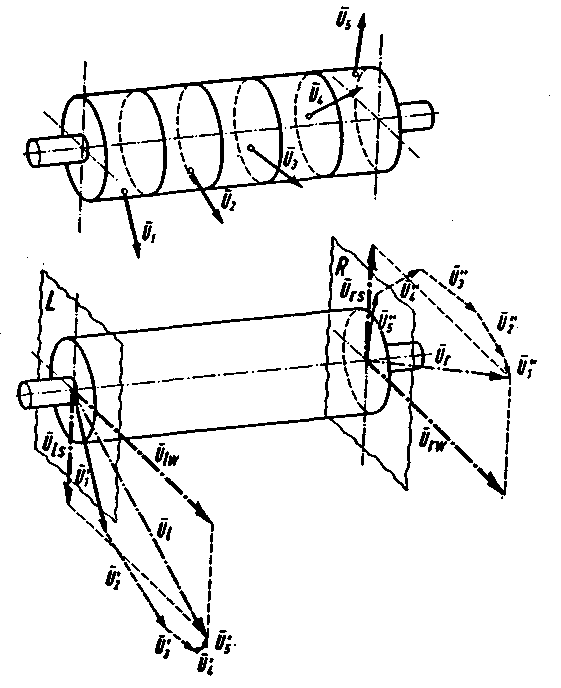 Ū₅
Ū₄
Ū₃
Ū₂
Ū₁
L
R
Ūrs
Ū₄"
Ū₃"
Ū₅"
Ū₂"
Ūr
Ū₁"
Ūls
Ū₁'
Ūlw
Ūrw
Ūl
Ū₂'
Ū₃'
Ū₄'
Ū₅'